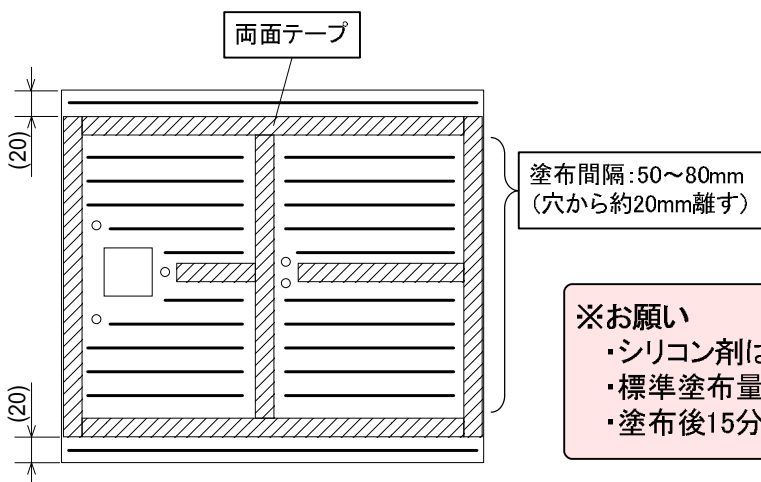 両面テープ
(20)
塗布間隔:50～80mm
(穴から約20mm離す)
※お願い
・シリコン剤は
・標準塗布量
・塗布後15分
(20)